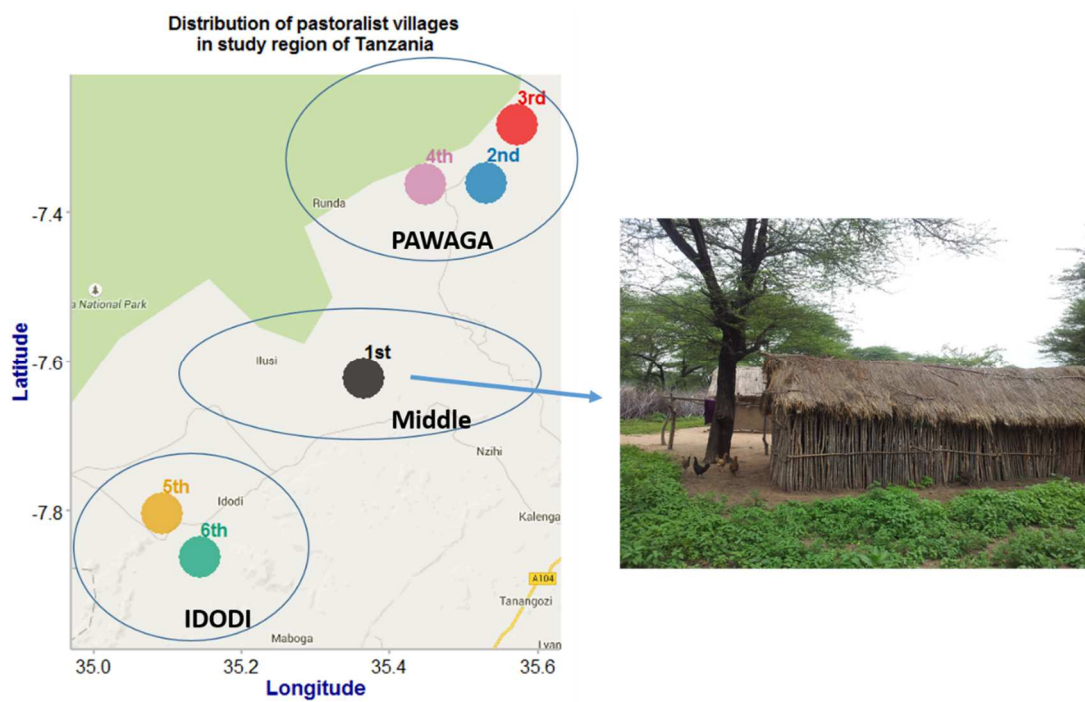 Distribution of pastoralist villages
in study region of Tanzania
3rd
4th
2nd
Runda
PAWAGA
-7.4
a National Park
-7.6
Ilusi
1st
Middle
Nzihi
Latitude
5th
Idodi
6th
-7.8
Kalenga
A104
IDODI
Tanangozi
Maboga
35.0
35.2
35.4
35.6
Longitude